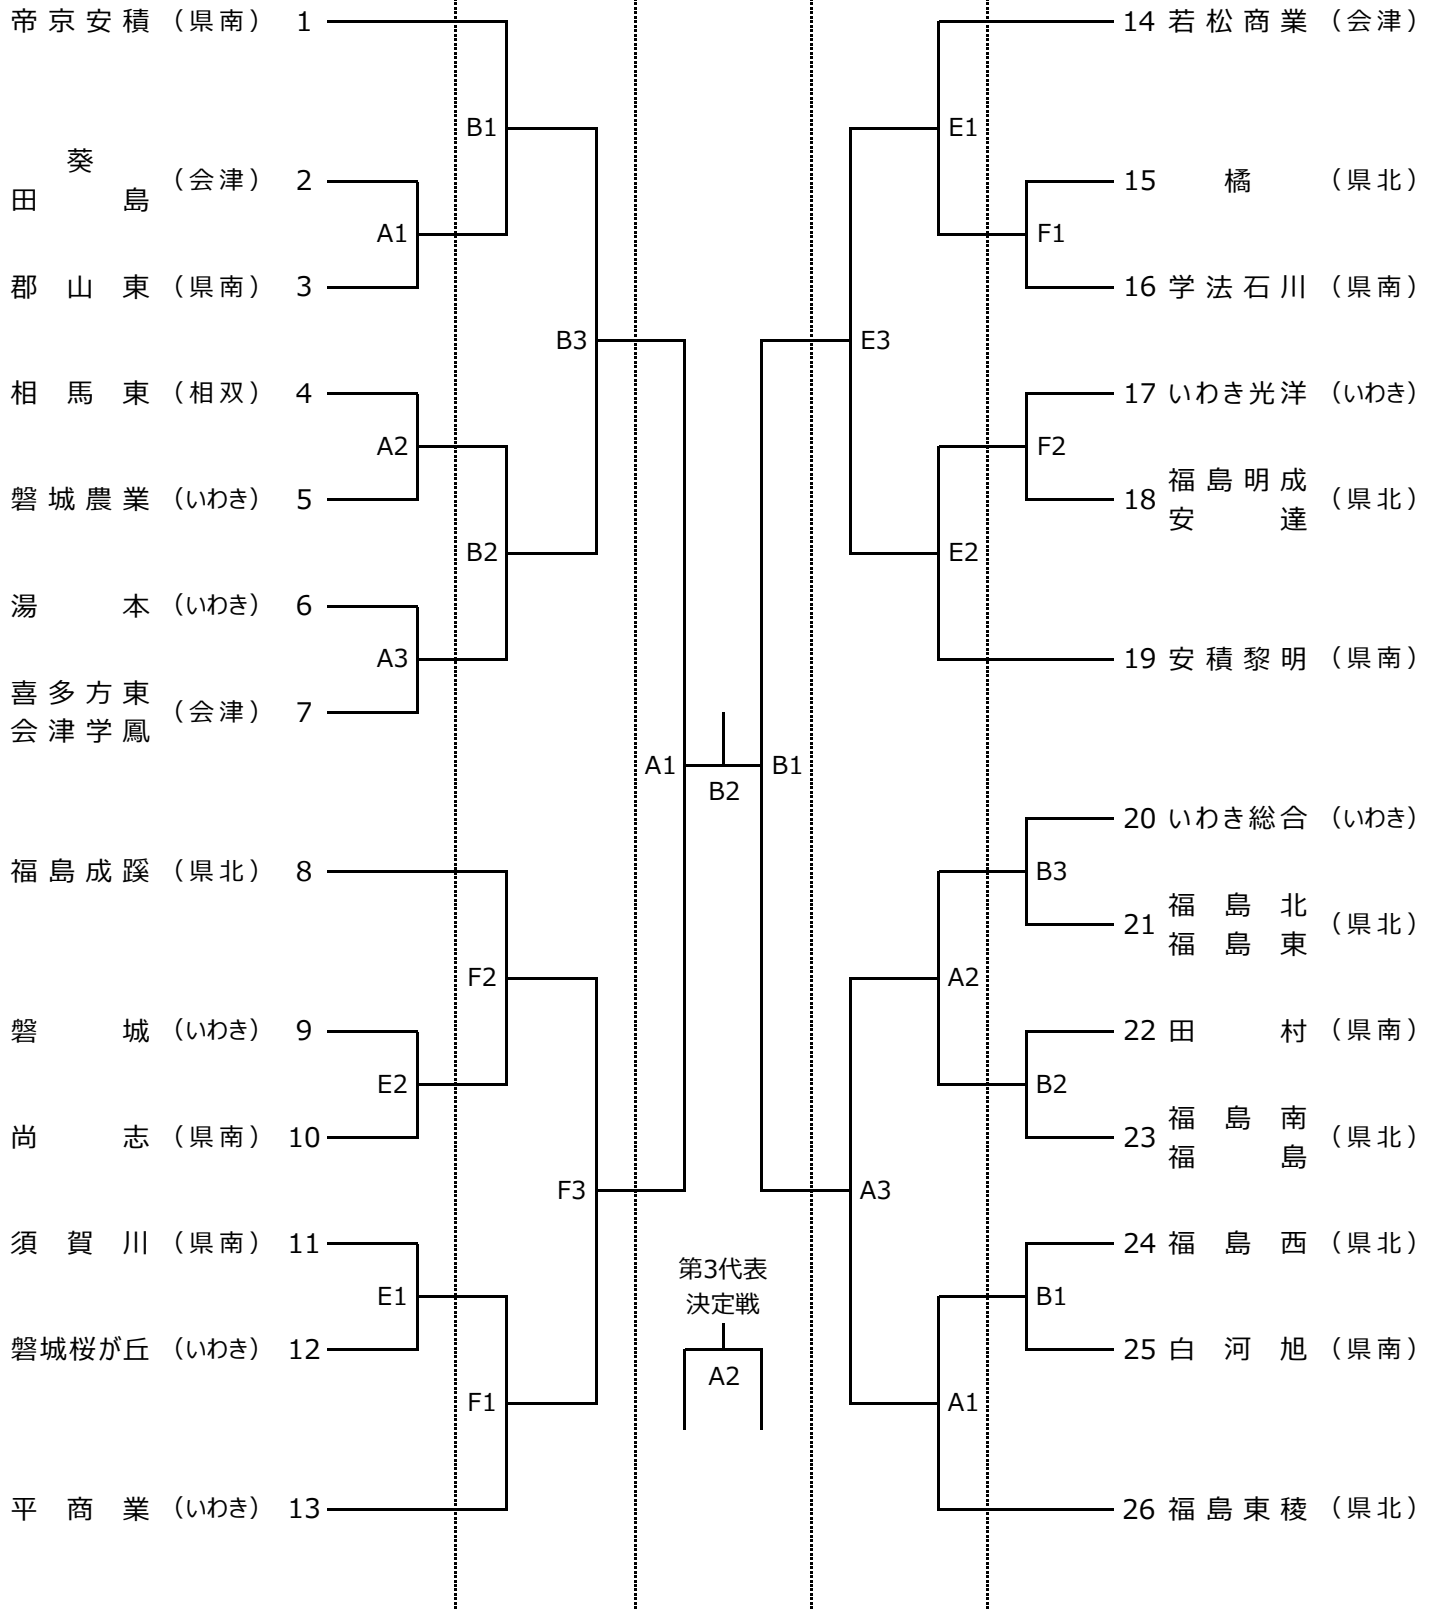 帝京安積（県南） 1
葵
田島
（会津） 2
郡山東（県南） 3
相馬東（相双） 4
磐城農業（いわき） 5
湯本（いわき） 6
喜多方東
会津学鳳
（会津） 7
福島成蹊（県北） 8
磐城（いわき） 9
尚志（県南） 10
須賀川（県南） 11
磐城桜が丘（いわき） 12
平商業（いわき） 13
A1
A2
A3
E2
E1
B1
B2
F2
F1
B3
F3
A1
B2
B1
第3代表
決定戦
A2
E3
A3
E1
E2
A2
A1
F1
F2
B3
B2
B1
14 若松商業（会津）
15 橘（県北）
16 学法石川（県南）
17 いわき光洋（いわき）
18
福島明成
安達
（県北）
19 安積黎明（県南）
20 いわき総合（いわき）
21
福島北
福島東
（県北）
22 田村（県南）
23
福島南
福島
（県北）
24 福島西（県北）
25 白河旭（県南）
26 福島東稜（県北）